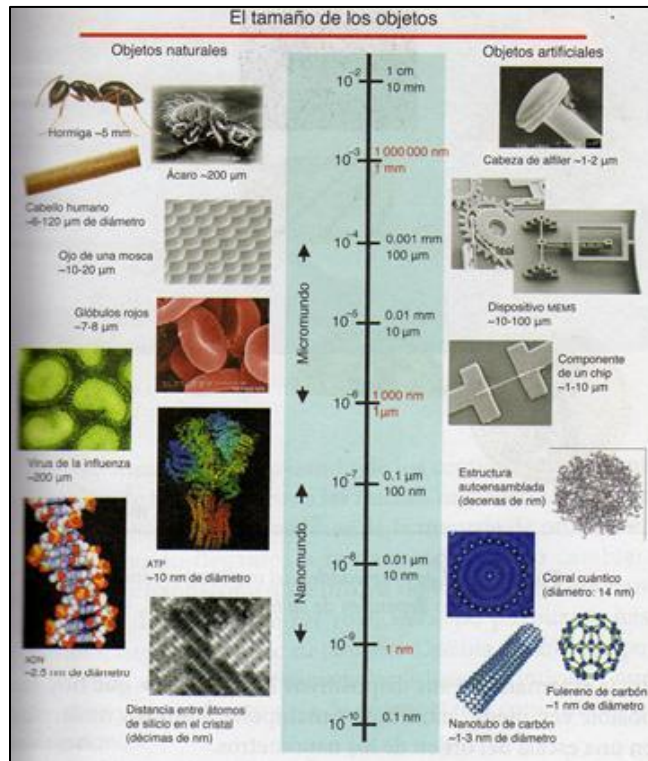 El tamaño de los objetos
Objetos naturales
Objetos artificiales
Hormiga ~5 mm
Ácaro ~200 µm
Cabello humano
~6-120 µm de diámetro
Ojo de una mosca
~10-20 µm
Glóbulos rojos
~7-8 µm
Virus de la influenza
~200 µm
ATP
~10 nm de diámetro
ADN
~2.5 nm de diámetro
Distancia entre átomos
de silicio en el cristal
(décimas de nm)
Micromundo
Nanomundo
10⁻²
1 cm
10 mm
10⁻³
1 000 000 nm
1 mm
10⁻⁴
0.001 mm
100 µm
10⁻⁵
0.01 mm
10 µm
10⁻⁶
1 000 nm
1 µm
10⁻⁷
0.1 µm
100 nm
10⁻⁸
0.01 µm
10 nm
10⁻⁹
1 nm
10⁻¹⁰
0.1 nm
Cabeza de alfiler ~1-2 µm
Dispositivo MEMS
~10-100 µm
Componente
de un chip
~1-10 µm
Estructura
autoensamblada
(decenas de nm)
Corral cuántico
(diámetro: 14 nm)
Fulereno de carbón
~1 nm de diámetro
Nanotubo de carbón
~1-3 nm de diámetro